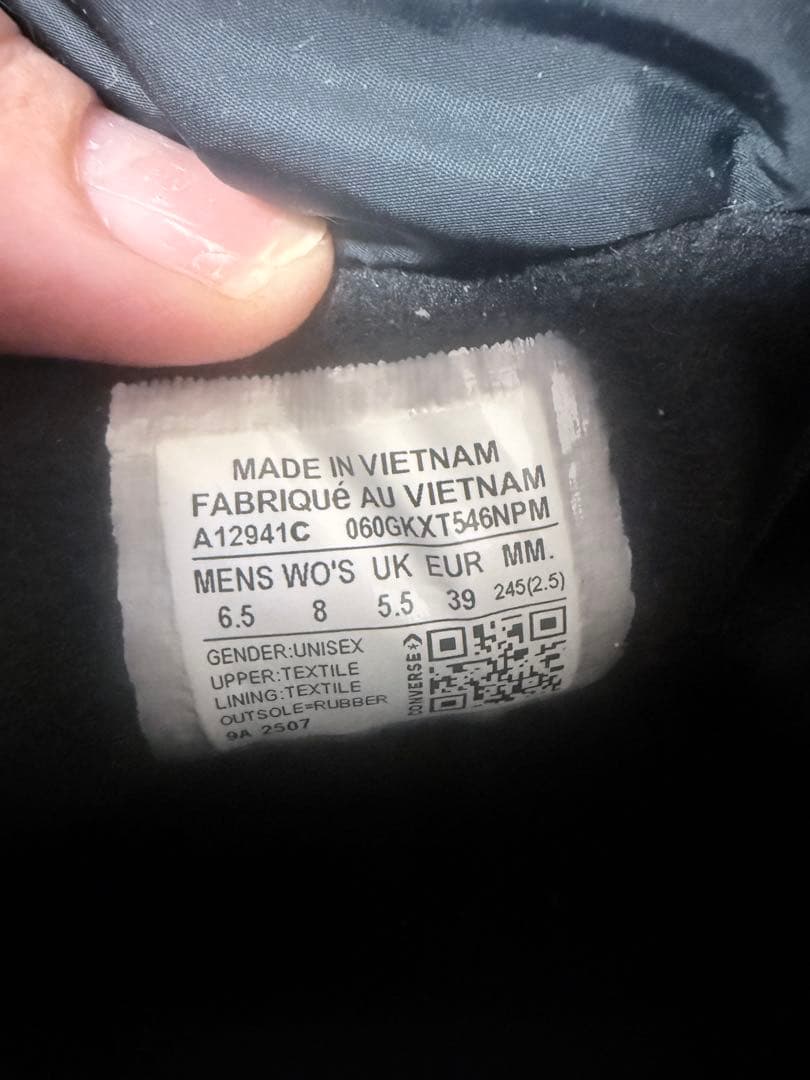 MADE IN VIETNAM
FABRIQUé AU VIETNAM
A12941C 060GKXT546NPM
MENS WO'S UK EUR MM.
6.5 8 5.5 39 245(2.5)
GENDER:UNISEX
UPPER:TEXTILE
LINING:TEXTILE
OUTSOLE=RUBBER
9A 2507
CONVERSE